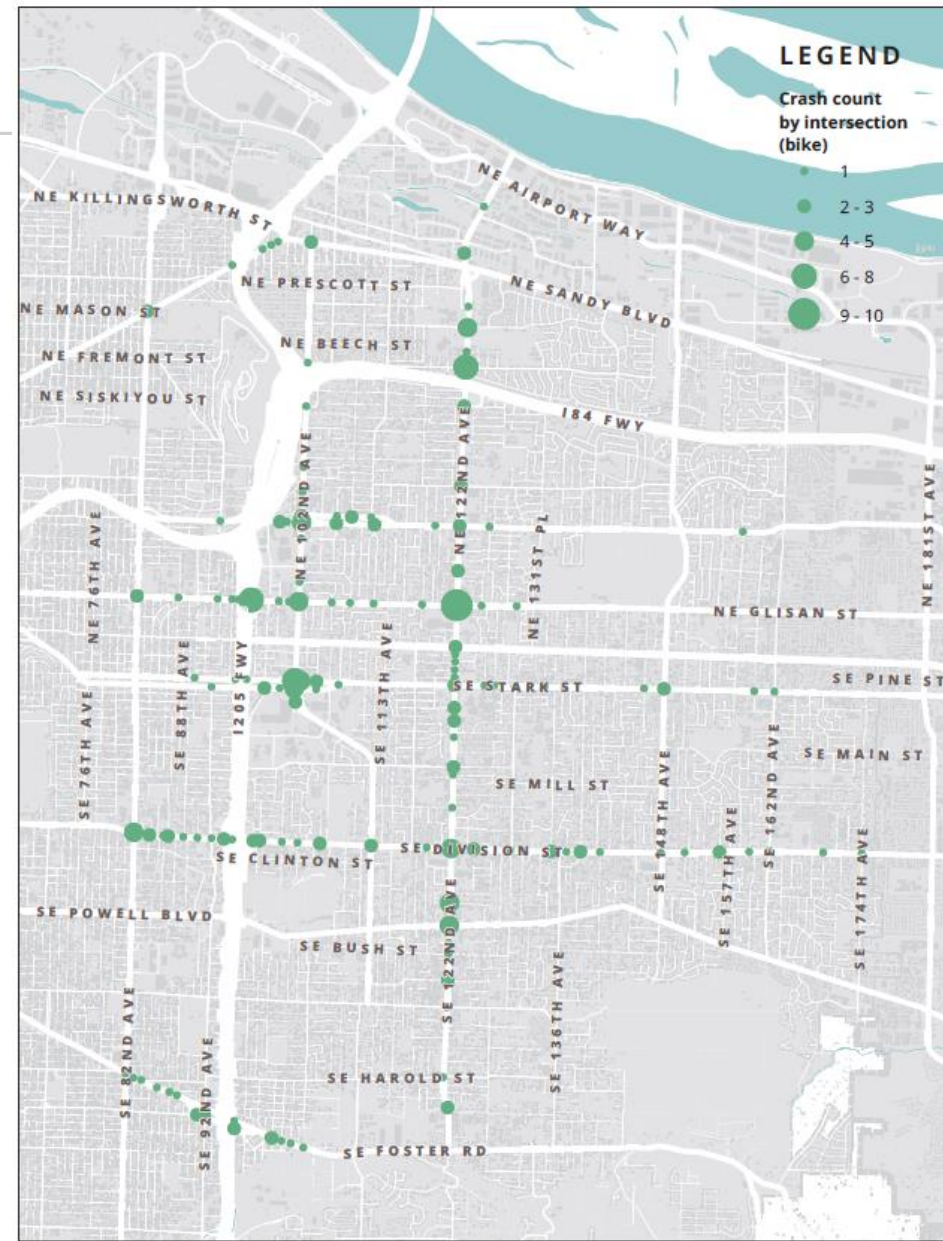 LEGEND
Crash count
by intersection
(bike)
1
2 - 3
4 - 5
6 - 8
9 - 10
NE AIRPORT WAY
NE KILLINGSWORTH ST
NE PRESCOTT ST
NE SANDY BLVD
NE MASON ST
NE BEECH ST
NE FREMONT ST
NE SISKIYOU ST
I84 FWY
NE 102ND AVE
NE 122ND AVE
NE 181ST AVE
NE 76TH AVE
NE 131ST PL
NE GLISAN ST
SE 88TH AVE
I205 FWY
SE 113TH AVE
SE STARK ST
SE PINE ST
SE 76TH AVE
SE MAIN ST
SE MILL ST
SE 148TH AVE
SE 162ND AVE
SE 157TH AVE
SE 174TH AVE
SE DIVISION ST
SE CLINTON ST
SE POWELL BLVD
SE 122ND AVE
SE BUSH ST
SE 136TH AVE
SE 82ND AVE
SE 92ND AVE
SE HAROLD ST
SE FOSTER RD